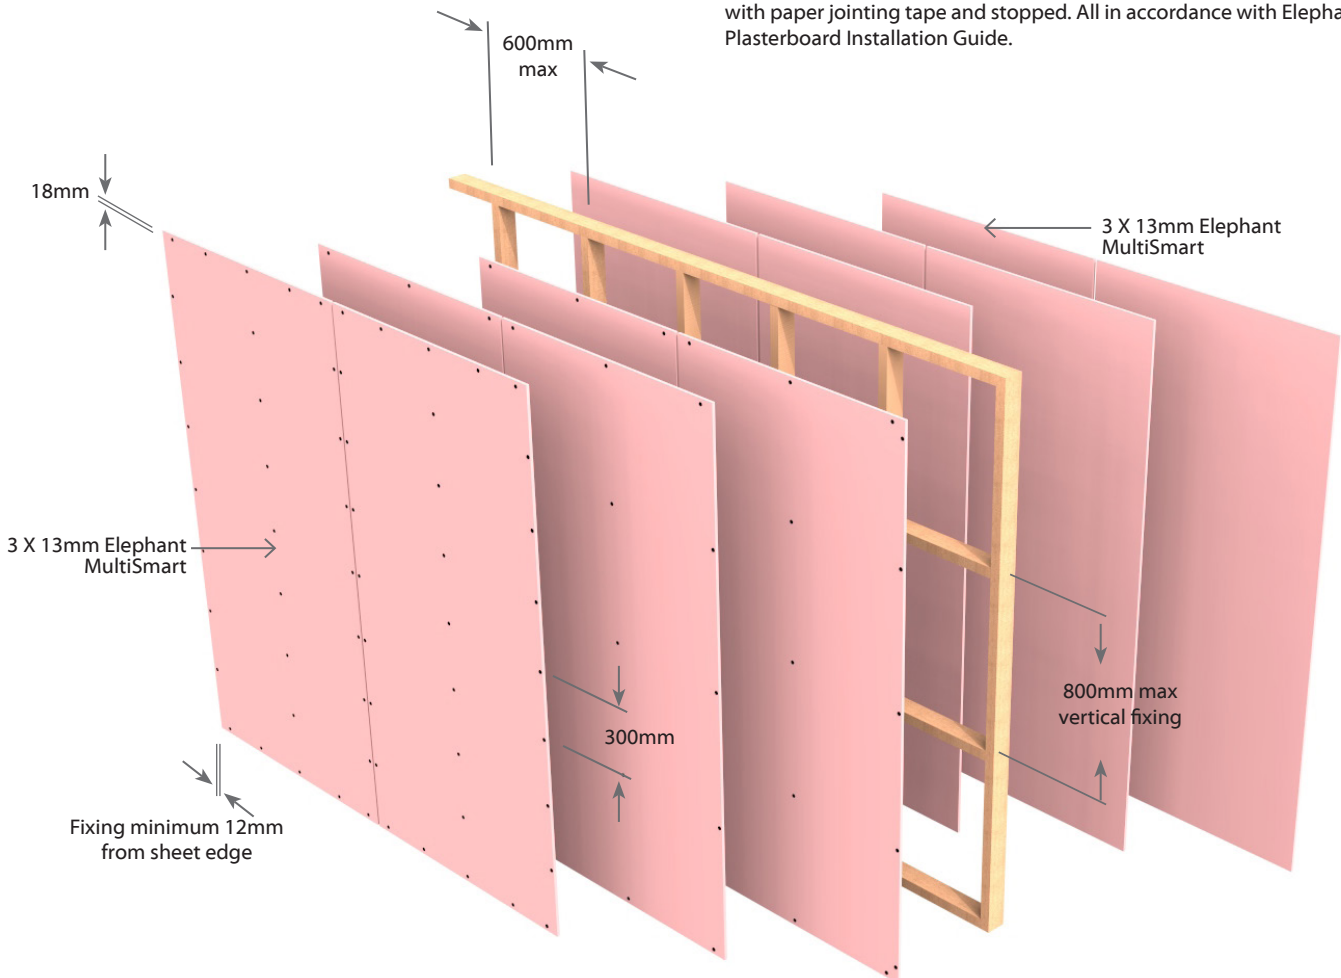 with paper jointing tape and stopped. All in accordance with
Plasterboard Installation Guide.
600mm
max
18mm
3 X 13mm Elephant
MultiSmart
3 X 13mm Elephant
MultiSmart
800mm max
vertical fixing
300mm
Fixing minimum 12mm
from sheet edge